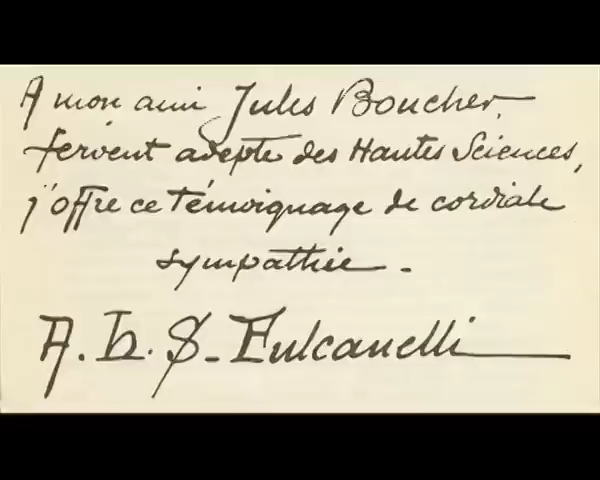 A mon ami Jules Boucher,
fervent adepte des Hautes Sciences,
j'offre ce témoignage de cordiale
sympathie.
A. H. S. Fulcanelli